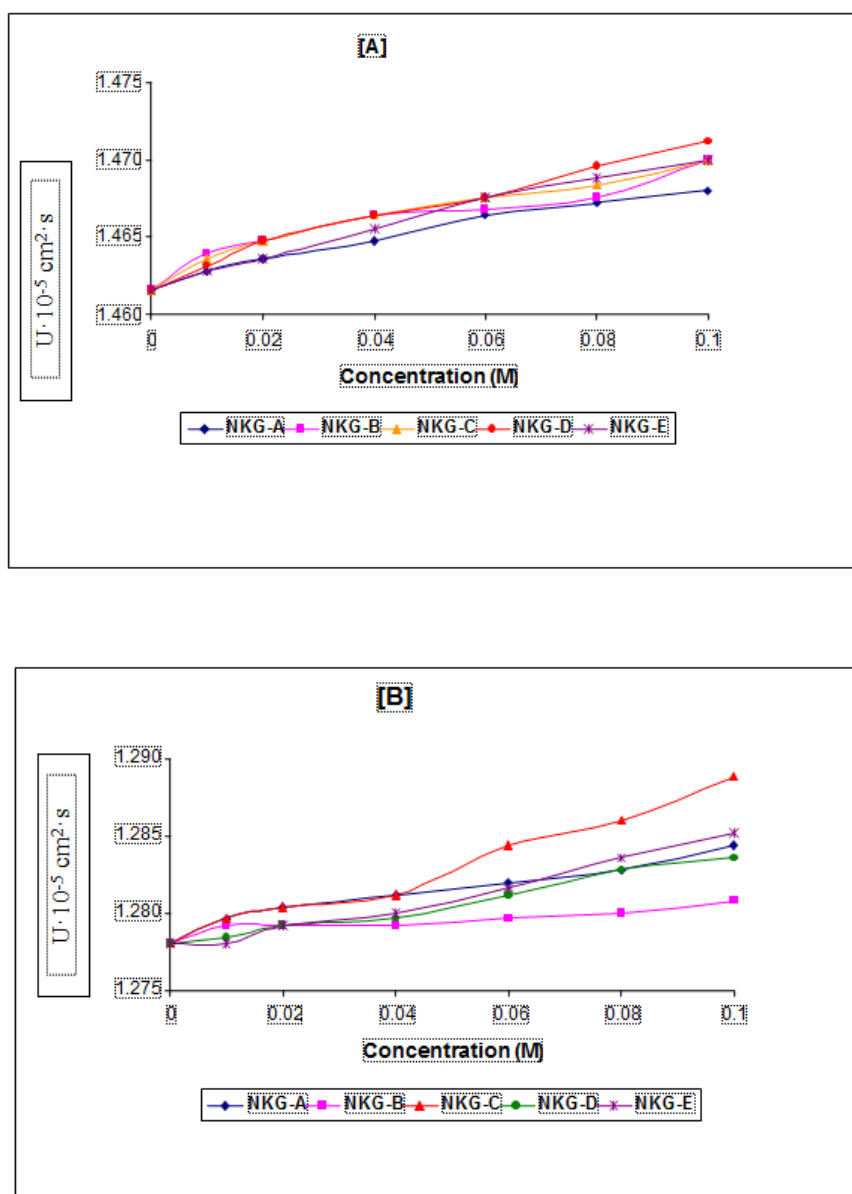 [A]
1.475
1.470
1.465
1.460
U·10⁻⁵ cm²·s
0 0.02 0.04 0.06 0.08 0.1
Concentration (M)
NKG-A NKG-B NKG-C NKG-D NKG-E
[B]
1.290
1.285
1.280
1.275
U·10⁻⁵ cm²·s
0 0.02 0.04 0.06 0.08 0.1
Concentration (M)
NKG-A NKG-B NKG-C NKG-D NKG-E